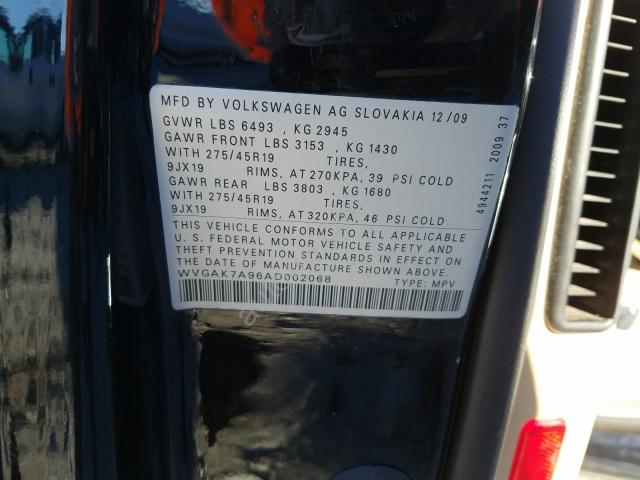 MFD BY VOLKSWAGEN AG SLOVAKIA 12/09
GVWR LBS 6493 , KG 2945
GAWR FRONT LBS 3153 , KG 1430
WITH 275/45R19 TIRES,
9JX19 RIMS, AT 270KPA, 39 PSI COLD
GAWR REAR LBS 3803 , KG 1680
WITH 275/45R19 TIRES,
9JX19 RIMS, AT 320KPA, 46 PSI COLD
THIS VEHICLE CONFORMS TO ALL APPLICABLE
U.S. FEDERAL MOTOR VEHICLE SAFETY AND
THEFT PREVENTION STANDARDS IN EFFECT ON
THE DATE OF MANUFACTURE SHOWN ABOVE
WVGAK7A96AD002068 TYPE: MPV
4944211 2009 37